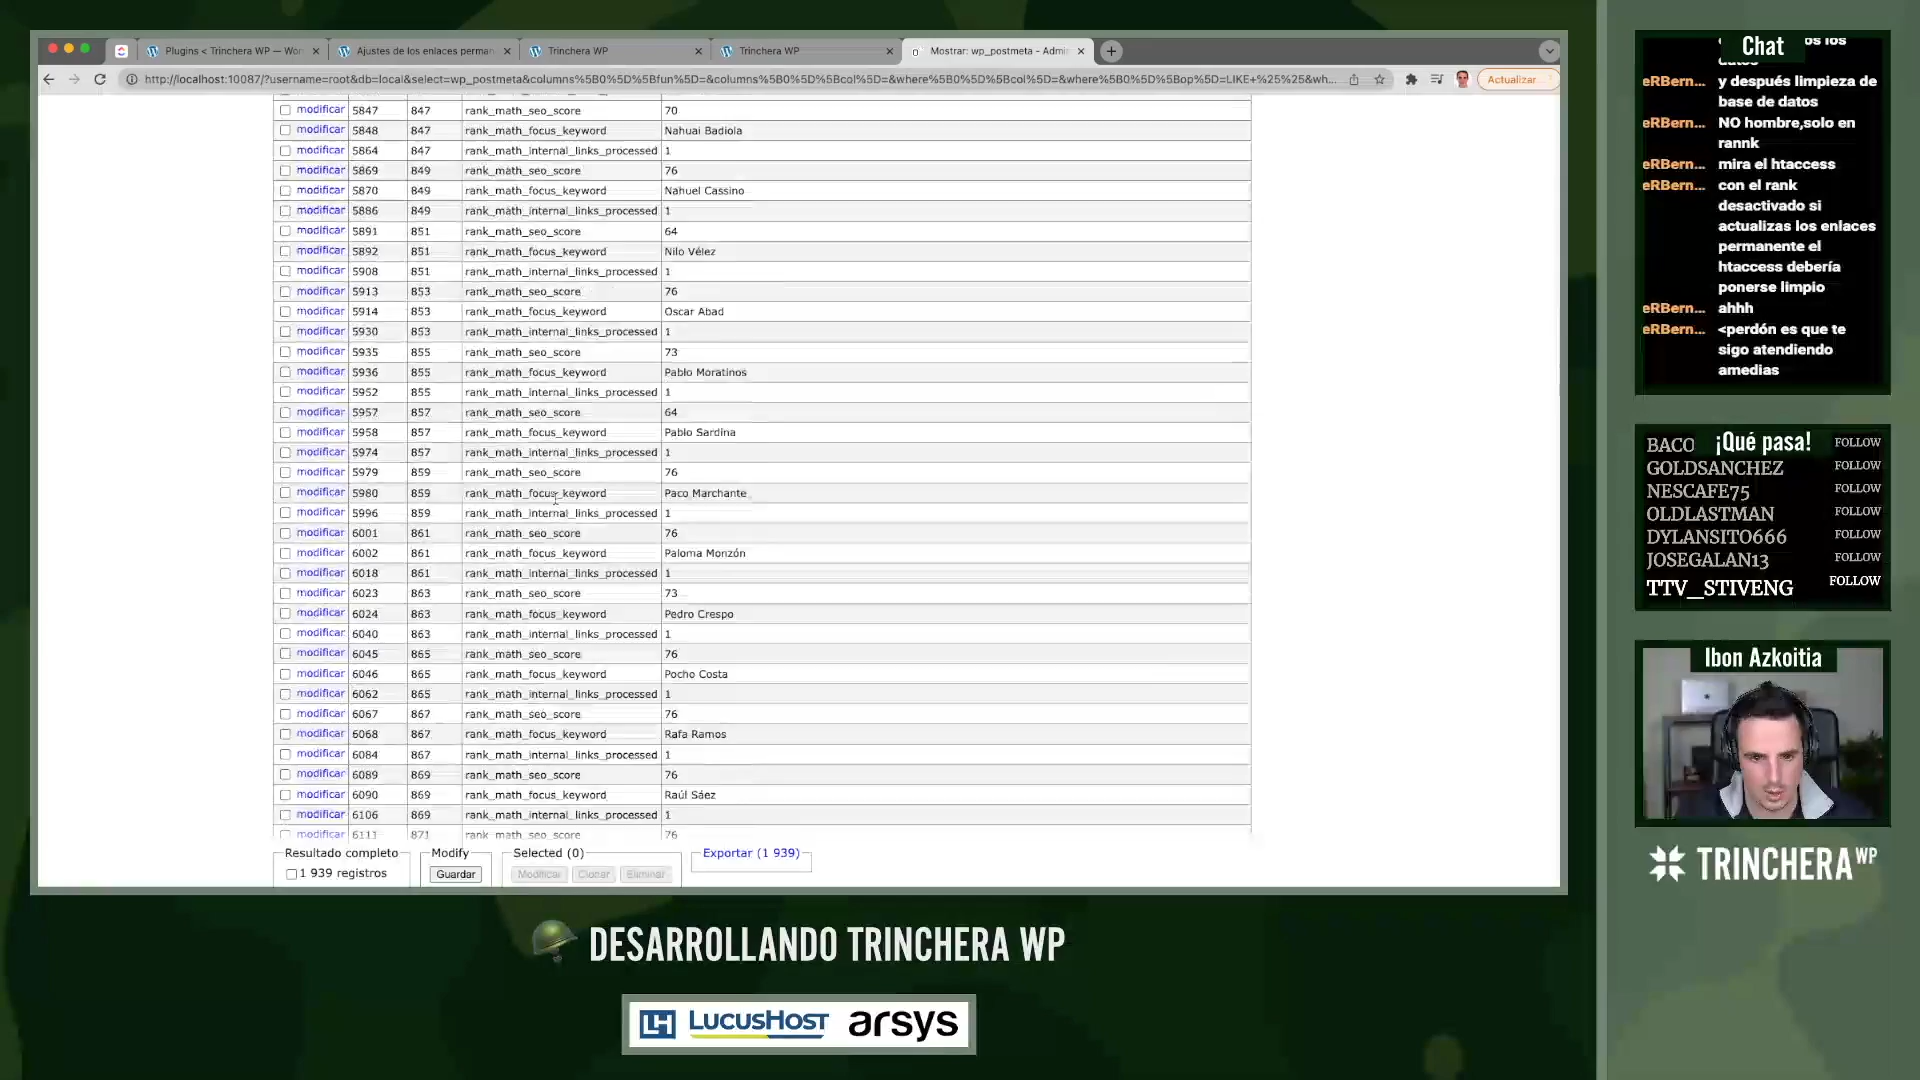 Plugins < Trinchera WP — Wor
Ajustes de los enlaces perman
Trinchera WP
Trinchera WP
Mostrar: wp_postmeta - Admi
http://localhost:10087/?username=root&db=local&select=wp_postmeta&columns%5B0%5D%5Bfun%5D=&columns%5B0%5D%5Bcol%5D=&where%5B0%5D%5Bcol%5D=&where%5B0%5D%5Bop%5D=LIKE+%25%25&wh...
Actualizar
modificar 5847 847 rank_math_seo_score 70
modificar 5848 847 rank_math_focus_keyword Nahuai Badiola
modificar 5864 847 rank_math_internal_links_processed 1
modificar 5869 849 rank_math_seo_score 76
modificar 5870 849 rank_math_focus_keyword Nahuel Cassino
modificar 5886 849 rank_math_internal_links_processed 1
modificar 5891 851 rank_math_seo_score 64
modificar 5892 851 rank_math_focus_keyword Nilo Vélez
modificar 5908 851 rank_math_internal_links_processed 1
modificar 5913 853 rank_math_seo_score 76
modificar 5914 853 rank_math_focus_keyword Oscar Abad
modificar 5930 853 rank_math_internal_links_processed 1
modificar 5935 855 rank_math_seo_score 73
modificar 5936 855 rank_math_focus_keyword Pablo Moratinos
modificar 5952 855 rank_math_internal_links_processed 1
modificar 5957 857 rank_math_seo_score 64
modificar 5958 857 rank_math_focus_keyword Pablo Sardina
modificar 5974 857 rank_math_internal_links_processed 1
modificar 5979 859 rank_math_seo_score 76
modificar 5980 859 rank_math_focus_keyword Paco Marchante
modificar 5996 859 rank_math_internal_links_processed 1
modificar 6001 861 rank_math_seo_score 76
modificar 6002 861 rank_math_focus_keyword Paloma Monzón
modificar 6018 861 rank_math_internal_links_processed 1
modificar 6023 863 rank_math_seo_score 73
modificar 6024 863 rank_math_focus_keyword Pedro Crespo
modificar 6040 863 rank_math_internal_links_processed 1
modificar 6045 865 rank_math_seo_score 76
modificar 6046 865 rank_math_focus_keyword Pocho Costa
modificar 6062 865 rank_math_internal_links_processed 1
modificar 6067 867 rank_math_seo_score 76
modificar 6068 867 rank_math_focus_keyword Rafa Ramos
modificar 6084 867 rank_math_internal_links_processed 1
modificar 6089 869 rank_math_seo_score 76
modificar 6090 869 rank_math_focus_keyword Raúl Sáez
modificar 6106 869 rank_math_internal_links_processed 1
modificar 6111 871 rank_math_seo_score 76
Resultado completo
1 939 registros
Modify
Guardar
Selected (0)
Modificar Clonar Eliminar
Exportar (1 939)
DESARROLLANDO TRINCHERA WP
LH LUCUSHOST arsys
Chat
os los
datos
eRBern... y después limpieza de
base de datos
eRBern... NO hombre,solo en
rannk
eRBern... mira el htaccess
eRBern... con el rank
desactivado si
actualizas los enlaces
permanente el
htaccess debería
ponerse limpio
eRBern... ahhh
eRBern... <perdón es que te
sigo atendiendo
amedias
¡Qué pasa!
BACO FOLLOW
GOLDSANCHEZ FOLLOW
NESCAFE75 FOLLOW
OLDLASTMAN FOLLOW
DYLANSITO666 FOLLOW
JOSEGALAN13 FOLLOW
TTV_STIVENG FOLLOW
Ibon Azkoitia
TRINCHERA WP